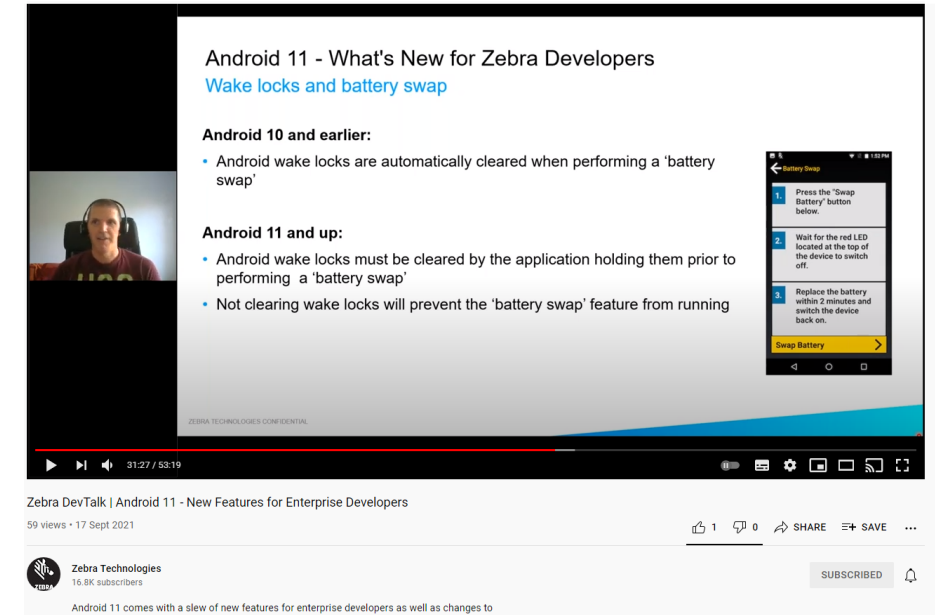 Android 11 - What's New for Zebra Developers
Wake locks and battery swap
Android 10 and earlier:
• Android wake locks are automatically cleared when performing a ‘battery
swap’
Android 11 and up:
• Android wake locks must be cleared by the application holding them prior to
performing a ‘battery swap’
• Not clearing wake locks will prevent the ‘battery swap’ feature from running
1:52 PM
Battery Swap
1. Press the "Swap
Battery" button
below.
2. Wait for the red LED
located at the top of
the device to switch
off.
3. Replace the battery
within 2 minutes and
switch the device
back on.
Swap Battery
ZEBRA TECHNOLOGIES CONFIDENTIAL
31:27 / 53:19
Zebra DevTalk | Android 11 - New Features for Enterprise Developers
59 views • 17 Sept 2021
1
0
SHARE
SAVE
ZEBRA
Zebra Technologies
16.8K subscribers
SUBSCRIBED
Android 11 comes with a slew of new features for enterprise developers as well as changes to